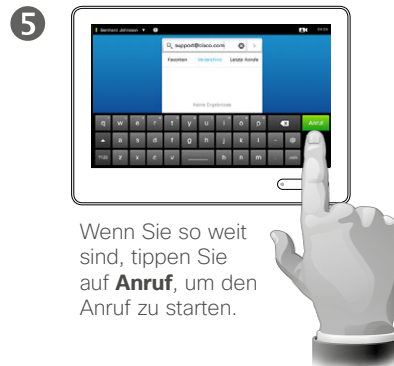 5
Bernhard Johnson
support@cisco.com
Favoriten Verzeichnis Letzte Anrufe
Keine Ergebnisse
q w e r t y u i o p Anruf
a s d f g h j k l - @
z x c v b n m .
Wenn Sie so weit
sind, tippen Sie
auf Anruf, um den
Anruf zu starten.